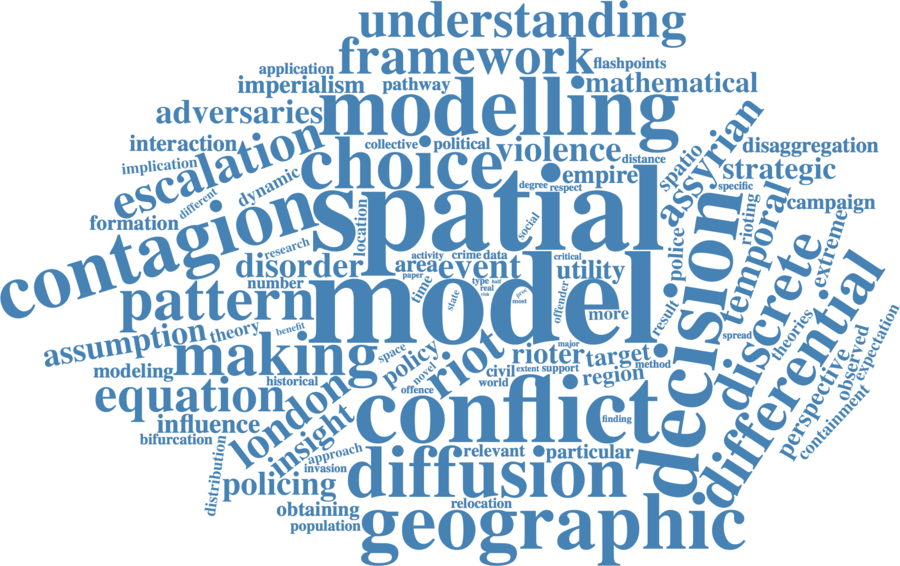 understanding
framework
flashpoints
application
imperialism
pathway
mathematical
adversaries
modelling
assyrian
interaction
escalation
collective
political
violence
disaggregation
implication
choice
distance
spatio
strategic
dynamic
empire
degree
respect
specific
different
spatial
campaign
formation
contagion
location
social
police
rioting
temporal
extreme
research
decision
disorder
area
activity
crime
data
event
critical
utility
number
paper
time
type
half
real
risk
state
most
offender
more
discrete
differential
pattern
model
result
assumption
theory
benefit
making
space
riot
major
rioter
target
method
spread
theories
observed
expectation
perspective
containment
modeling
policy
novel
civil
extent
support
region
historical
offence
world
equation
london
conflict
finding
influence
insight
bifurcation
approach
diffusion
relevant
particular
distribution
invasion
policing
obtaining
relocation
population
geographic